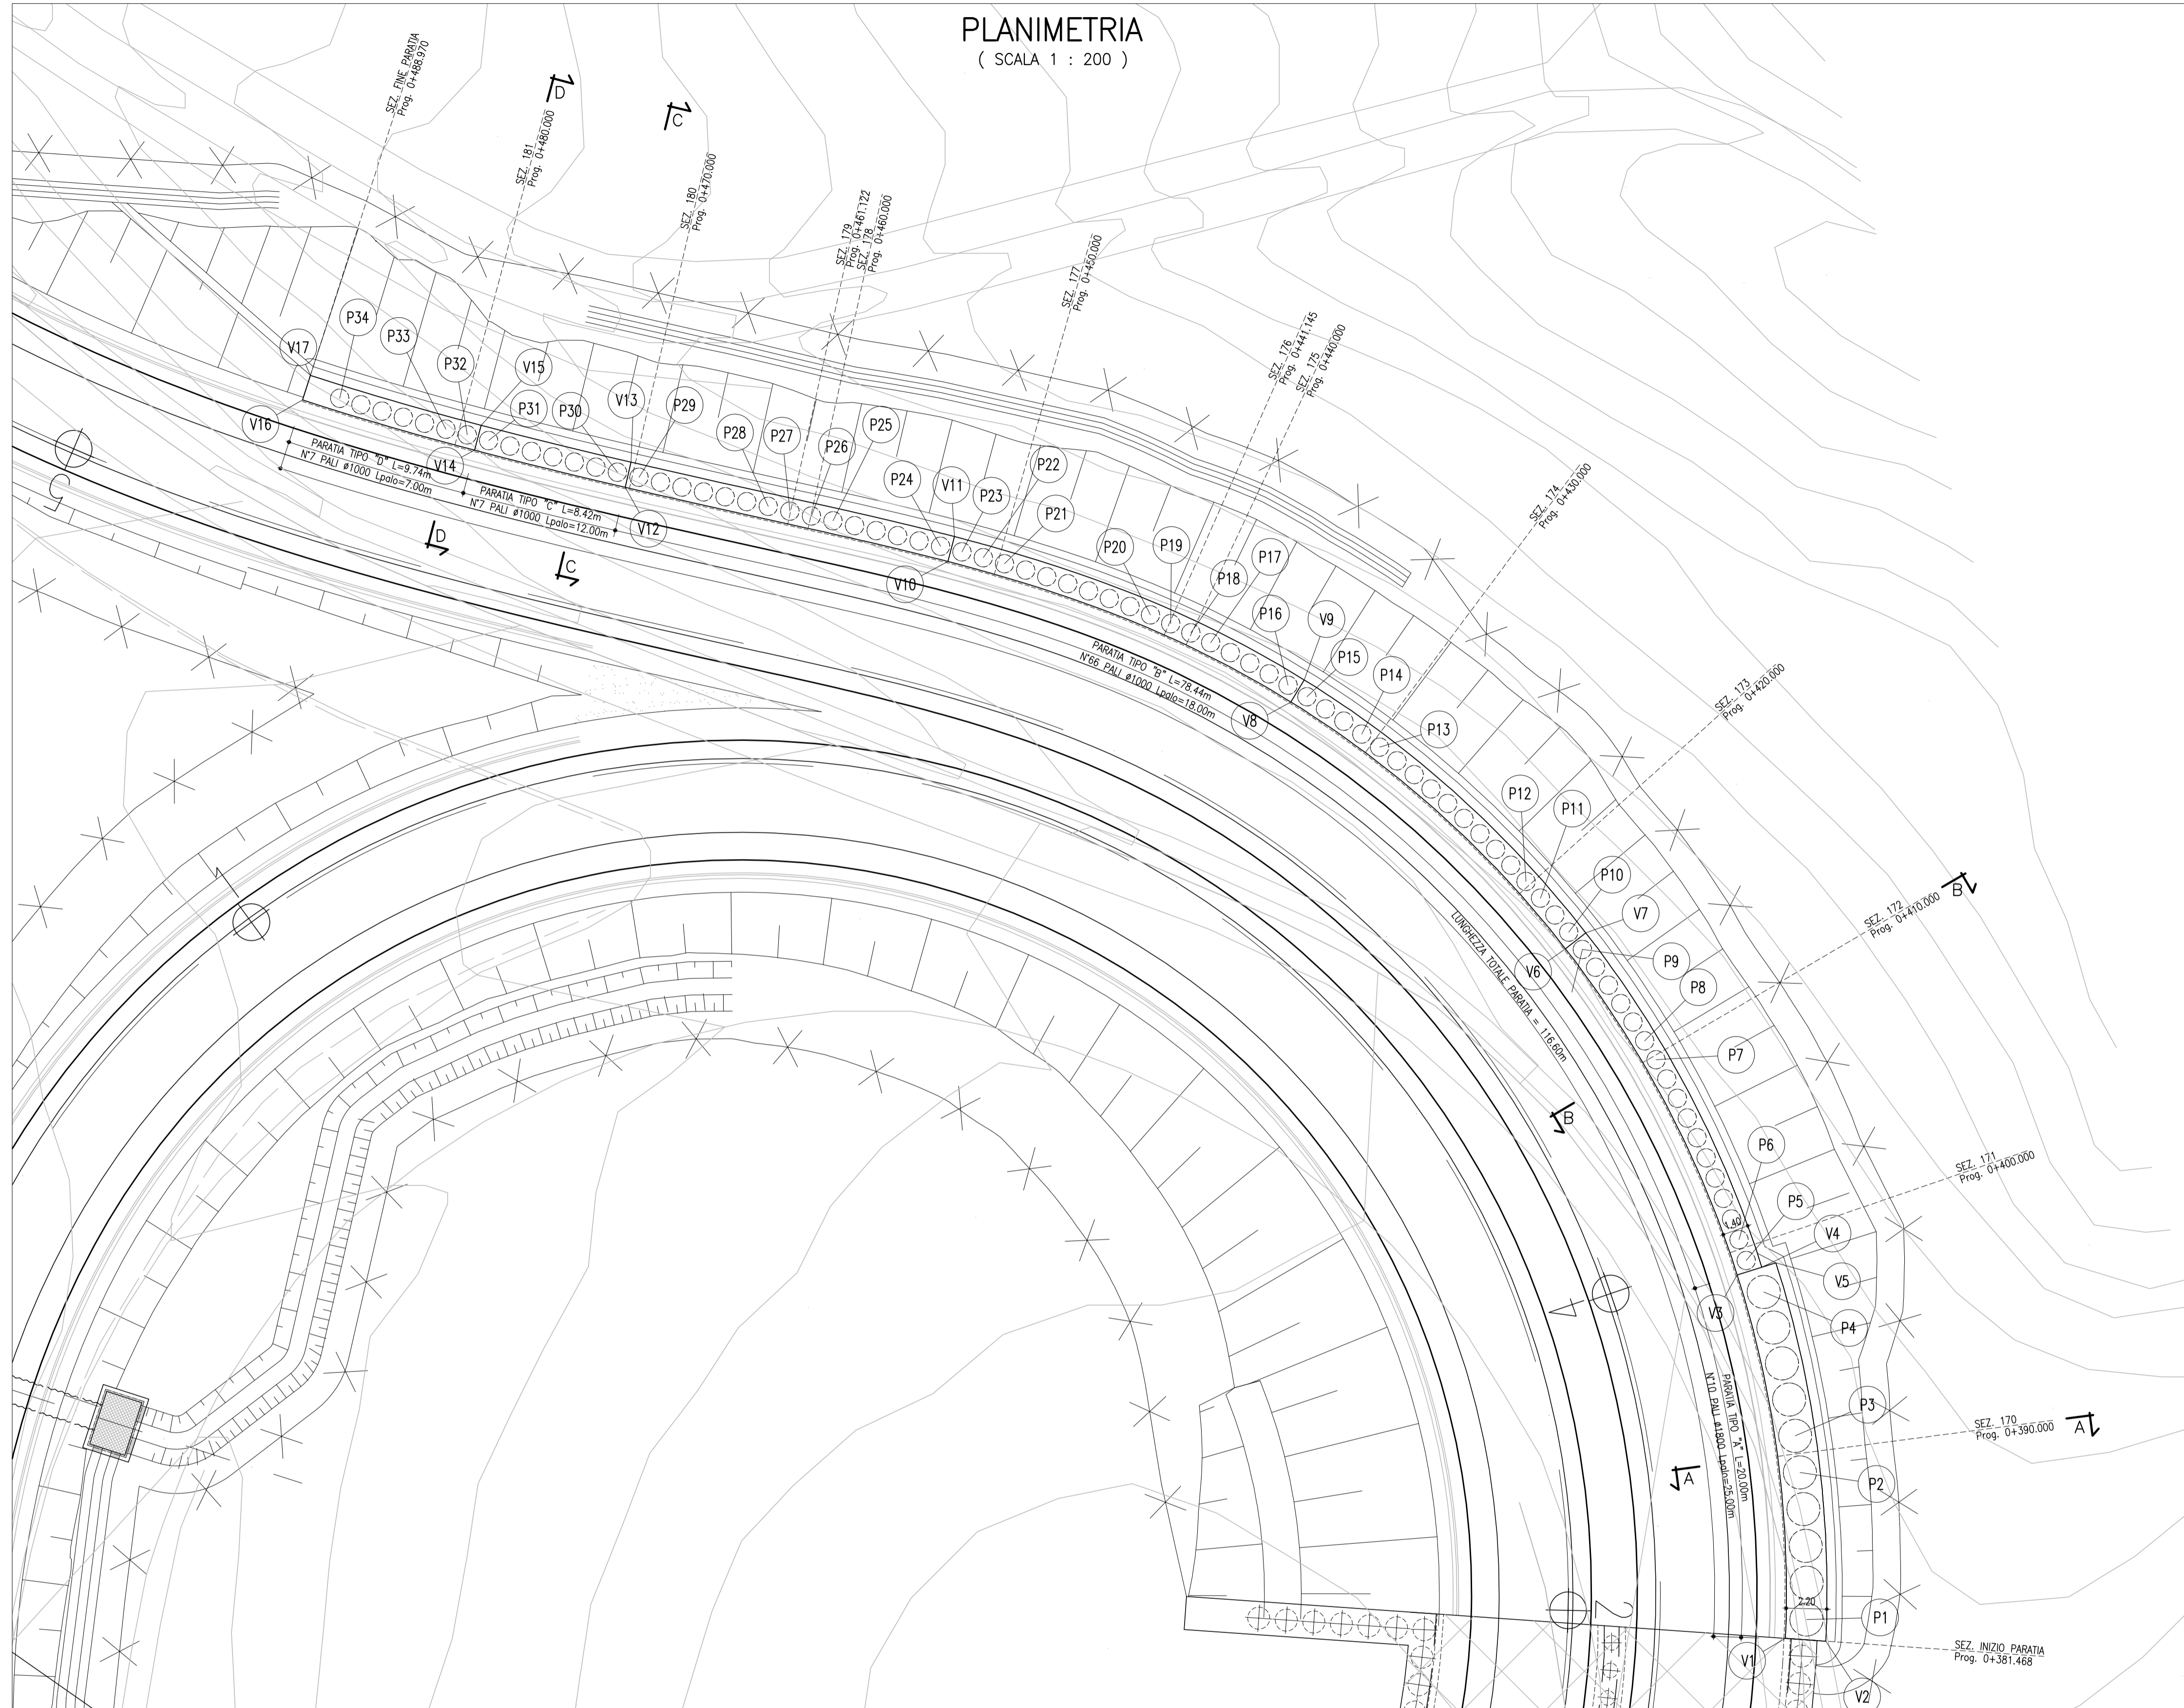 PLANIMETRIA
( SCALA 1 : 200 )
SEZ. FINE PARATIA
Prog. 0+488.970
D
SEZ. 181
Prog. 0+480.000
C
SEZ. 180
Prog. 0+470.000
SEZ. 179
Prog. 0+461.122
SEZ. 178
Prog. 0+460.000
SEZ. 177
Prog. 0+450.000
SEZ. 176
Prog. 0+441.145
SEZ. 175
Prog. 0+440.000
SEZ. 174
Prog. 0+430.000
SEZ. 173
Prog. 0+420.000
SEZ. 172
Prog. 0+410.000
B
SEZ. 171
Prog. 0+400.000
SEZ. 170
Prog. 0+390.000
A
SEZ. INIZIO PARATIA
Prog. 0+381.468
V17
P34
P33
P32
V15
P31
P30
V13
P29
P28
P27
P26
P25
P24
V11
P23
P22
P21
P20
P19
P18
P17
P16
V9
P15
P14
P13
P12
P11
P10
V7
P9
P8
P7
P6
P5
V4
V5
P4
P3
P2
P1
V2
V1
V3
V6
V8
V10
V12
V14
V16
PARATIA TIPO "D" L=9.74m
N°7 PALI ø1000 Lpalo=7.00m
PARATIA TIPO "C" L=8.42m
N°7 PALI ø1000 Lpalo=12.00m
D
C
PARATIA TIPO "B" L=78.44m
N°66 PALI ø1000 Lpalo=18.00m
LUNGHEZZA TOTALE PARATIA = 116.60m
B
1.40
PARATIA TIPO "A" L=20.00m
N°10 PALI ø1800 Lpalo=25.00m
A
2.20
5
2